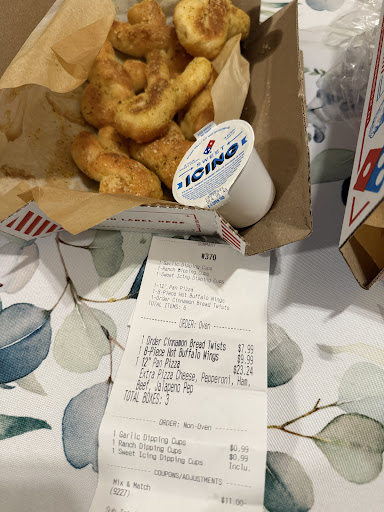 SWEET
ICING
LABEL HERE
#370
1-Garlic Dipping Cups
1-Ranch Dipping Cups
1-Sweet Icing Dipping Cups
1-12" Pan Pizza
1-8-Piece Hot Buffalo Wings
1-Order Cinnamon Bread Twists
TOTAL ITEMS: 6
ORDER: Oven
1 Order Cinnamon Bread Twists $7.99
1 8-Piece Hot Buffalo Wings $9.99
1 12" Pan Pizza $23.24
Extra Pizza Cheese, Pepperoni, Ham,
Beef, Jalapeno Pep
TOTAL BOXES: 3
ORDER: Non-Oven
1 Garlic Dipping Cups $0.99
1 Ranch Dipping Cups $0.99
1 Sweet Icing Dipping Cups Inclu.
COUPONS/ADJUSTMENTS
Mix & Match
(9227) $11.00-